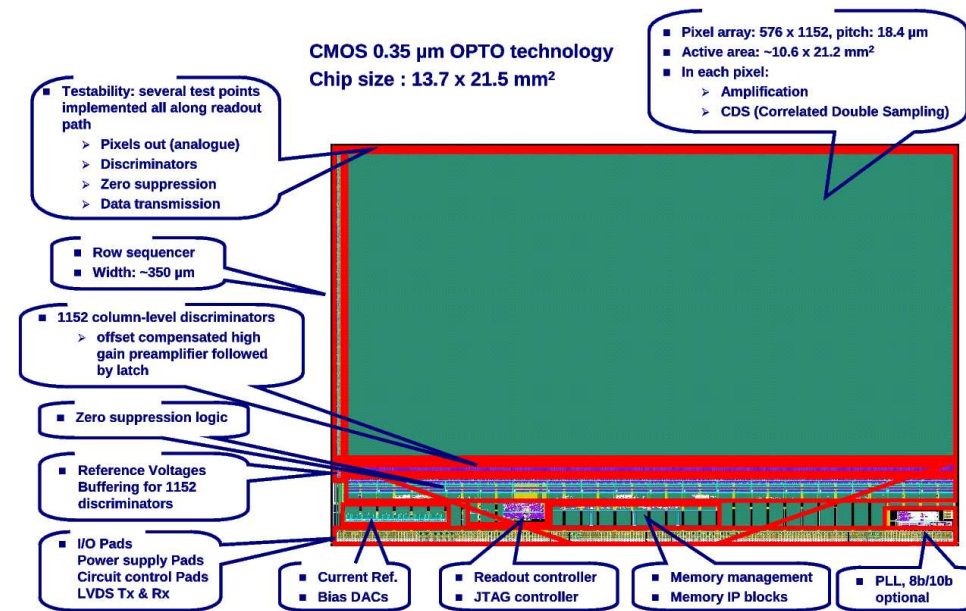 CMOS 0.35 µm OPTO technology
Chip size : 13.7 x 21.5 mm²
■ Pixel array: 576 x 1152, pitch: 18.4 µm
■ Active area: ~10.6 x 21.2 mm²
■ In each pixel:
➢ Amplification
➢ CDS (Correlated Double Sampling)
■ Testability: several test points
implemented all along readout
path
➢ Pixels out (analogue)
➢ Discriminators
➢ Zero suppression
➢ Data transmission
■ Row sequencer
■ Width: ~350 µm
■ 1152 column-level discriminators
➢ offset compensated high
gain preamplifier followed
by latch
■ Zero suppression logic
■ Reference Voltages
Buffering for 1152
discriminators
■ I/O Pads
Power supply Pads
Circuit control Pads
LVDS Tx & Rx
■ Current Ref.
■ Bias DACs
■ Readout controller
■ JTAG controller
■ Memory management
■ Memory IP blocks
■ PLL, 8b/10b
optional